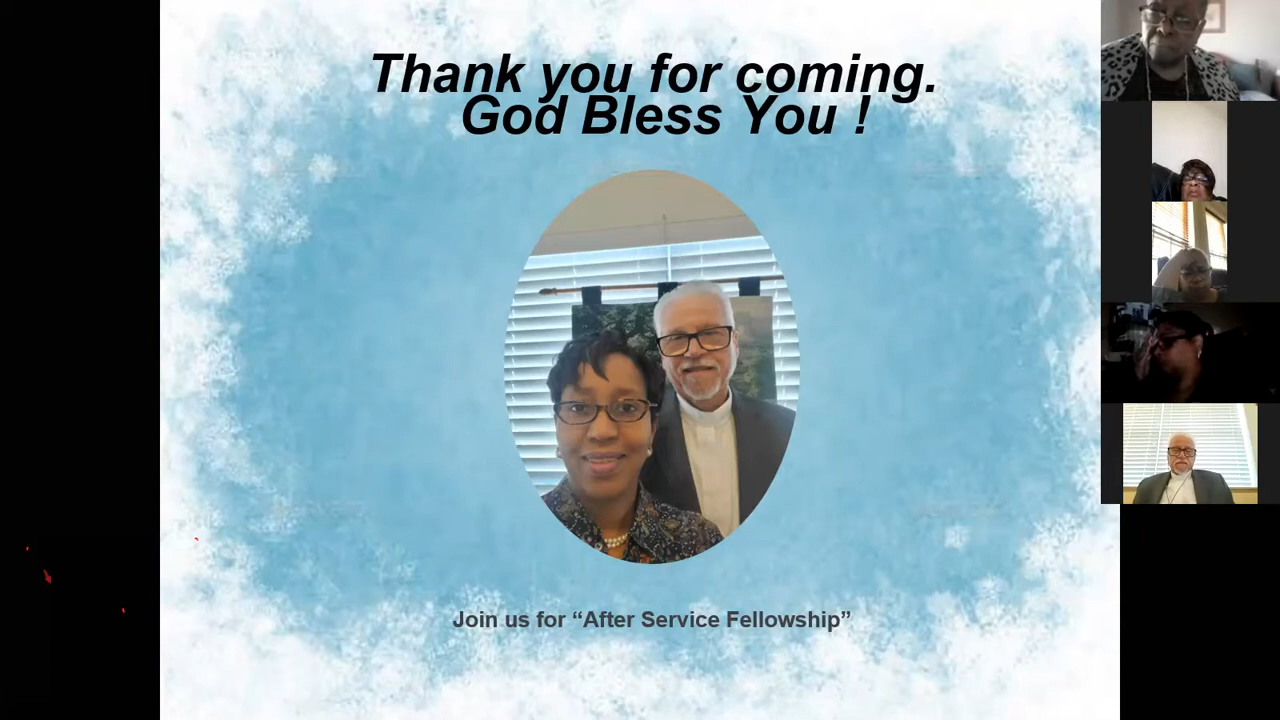 Thank you for coming.
God Bless You !
Join us for “After Service Fellowship”